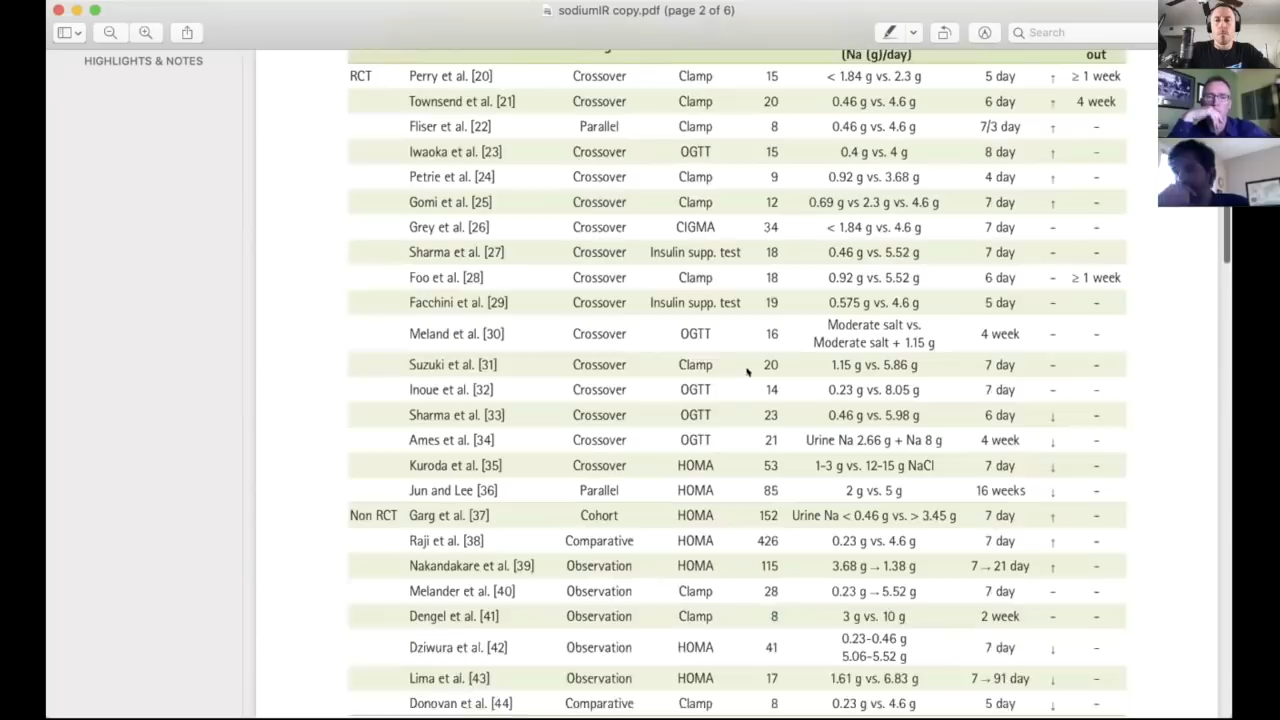 sodiumIR copy.pdf (page 2 of 6)
Search
HIGHLIGHTS & NOTES
(Na (g)/day) out
RCT Perry et al. [20] Crossover Clamp 15 < 1.84 g vs. 2.3 g 5 day ↑ ≥ 1 week
Townsend et al. [21] Crossover Clamp 20 0.46 g vs. 4.6 g 6 day ↑ 4 week
Fliser et al. [22] Parallel Clamp 8 0.46 g vs. 4.6 g 7/3 day ↑ -
Iwaoka et al. [23] Crossover OGTT 15 0.4 g vs. 4 g 8 day ↑ -
Petrie et al. [24] Crossover Clamp 9 0.92 g vs. 3.68 g 4 day ↑ -
Gomi et al. [25] Crossover Clamp 12 0.69 g vs 2.3 g vs. 4.6 g 7 day ↑ -
Grey et al. [26] Crossover CIGMA 34 < 1.84 g vs. 4.6 g 7 day - -
Sharma et al. [27] Crossover Insulin supp. test 18 0.46 g vs. 5.52 g 7 day - -
Foo et al. [28] Crossover Clamp 18 0.92 g vs. 5.52 g 6 day - ≥ 1 week
Facchini et al. [29] Crossover Insulin supp. test 19 0.575 g vs. 4.6 g 5 day - -
Meland et al. [30] Crossover OGTT 16 Moderate salt vs. 4 week - -
Moderate salt + 1.15 g
Suzuki et al. [31] Crossover Clamp 20 1.15 g vs. 5.86 g 7 day - -
Inoue et al. [32] Crossover OGTT 14 0.23 g vs. 8.05 g 7 day - -
Sharma et al. [33] Crossover OGTT 23 0.46 g vs. 5.98 g 6 day ↓ -
Ames et al. [34] Crossover OGTT 21 Urine Na 2.66 g + Na 8 g 4 week ↓ -
Kuroda et al. [35] Crossover HOMA 53 1-3 g vs. 12-15 g NaCl 7 day ↓ -
Jun and Lee [36] Parallel HOMA 85 2 g vs. 5 g 16 weeks ↓ -
Non RCT Garg et al. [37] Cohort HOMA 152 Urine Na < 0.46 g vs. > 3.45 g 7 day ↑ -
Raji et al. [38] Comparative HOMA 426 0.23 g vs. 4.6 g 7 day ↑ -
Nakandakare et al. [39] Observation HOMA 115 3.68 g → 1.38 g 7 → 21 day ↑ -
Melander et al. [40] Observation Clamp 28 0.23 g → 5.52 g 7 day - -
Dengel et al. [41] Observation Clamp 8 3 g vs. 10 g 2 week - -
Dziwura et al. [42] Observation HOMA 41 0.23-0.46 g 7 day ↓ -
5.06-5.52 g
Lima et al. [43] Observation HOMA 17 1.61 g vs. 6.83 g 7 → 91 day ↓ -
Donovan et al. [44] Comparative Clamp 8 0.23 g vs. 4.6 g 5 day ↓ -